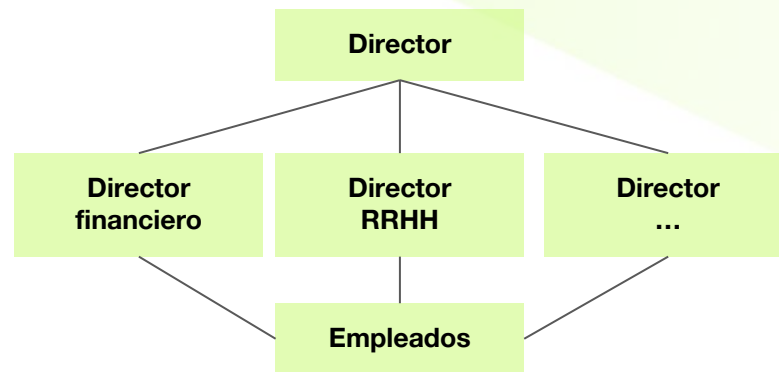 Director
Director
financiero
Director
RRHH
Director
...
Empleados